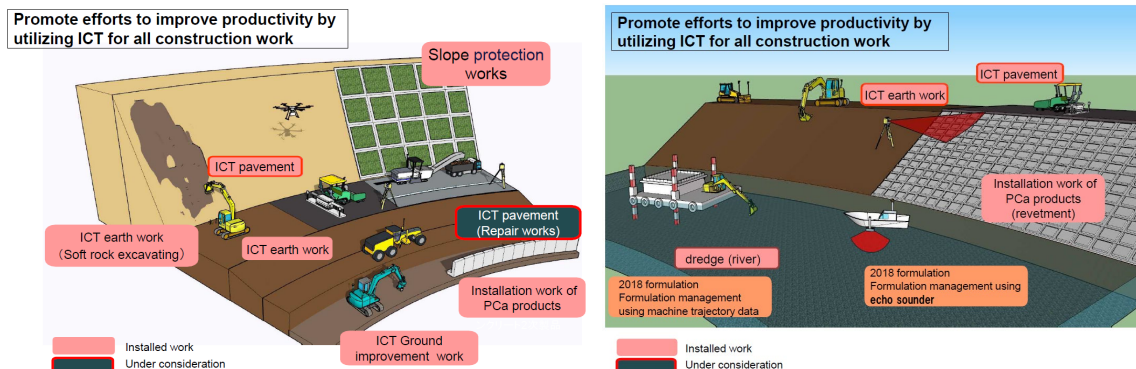 Promote efforts to improve productivity by
utilizing ICT for all construction work
Slope protection
works
ICT pavement
ICT earth work
(Soft rock excavating)
ICT earth work
ICT pavement
(Repair works)
Installation work of
PCa products
ICT Ground
improvement work
Installed work
Under consideration
Promote efforts to improve productivity by
utilizing ICT for all construction work
ICT pavement
ICT earth work
Installation work of
PCa products
(revetment)
dredge (river)
2018 formulation
Formulation management
using machine trajectory data
2018 formulation
Formulation management using
echo sounder
Installed work
Under consideration